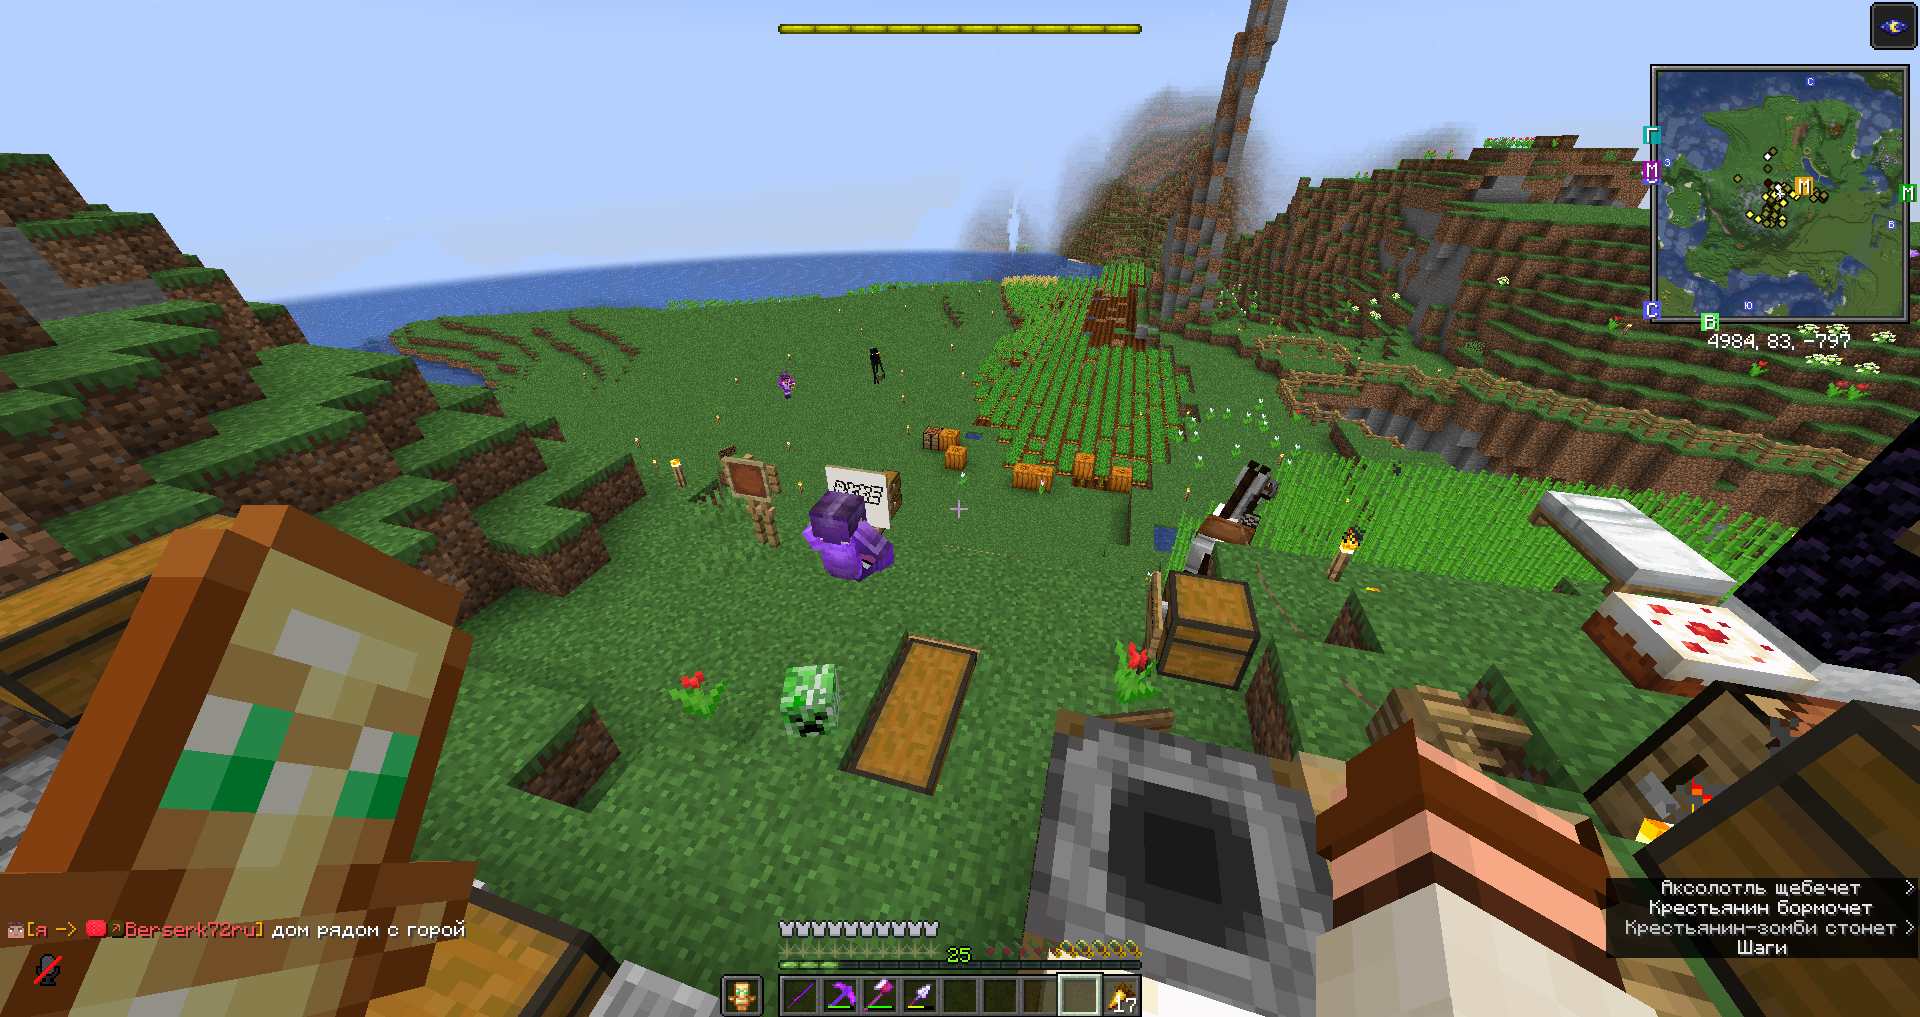 С
Г
М
З
М
М
В
С
Ю
В
4984, 83, -797
[я -> Berserk72ru] дом рядом с горой
25
17
Аксолотль щебечет >
Крестьянин бормочет
Крестьянин-зомби стонет >
Шаги